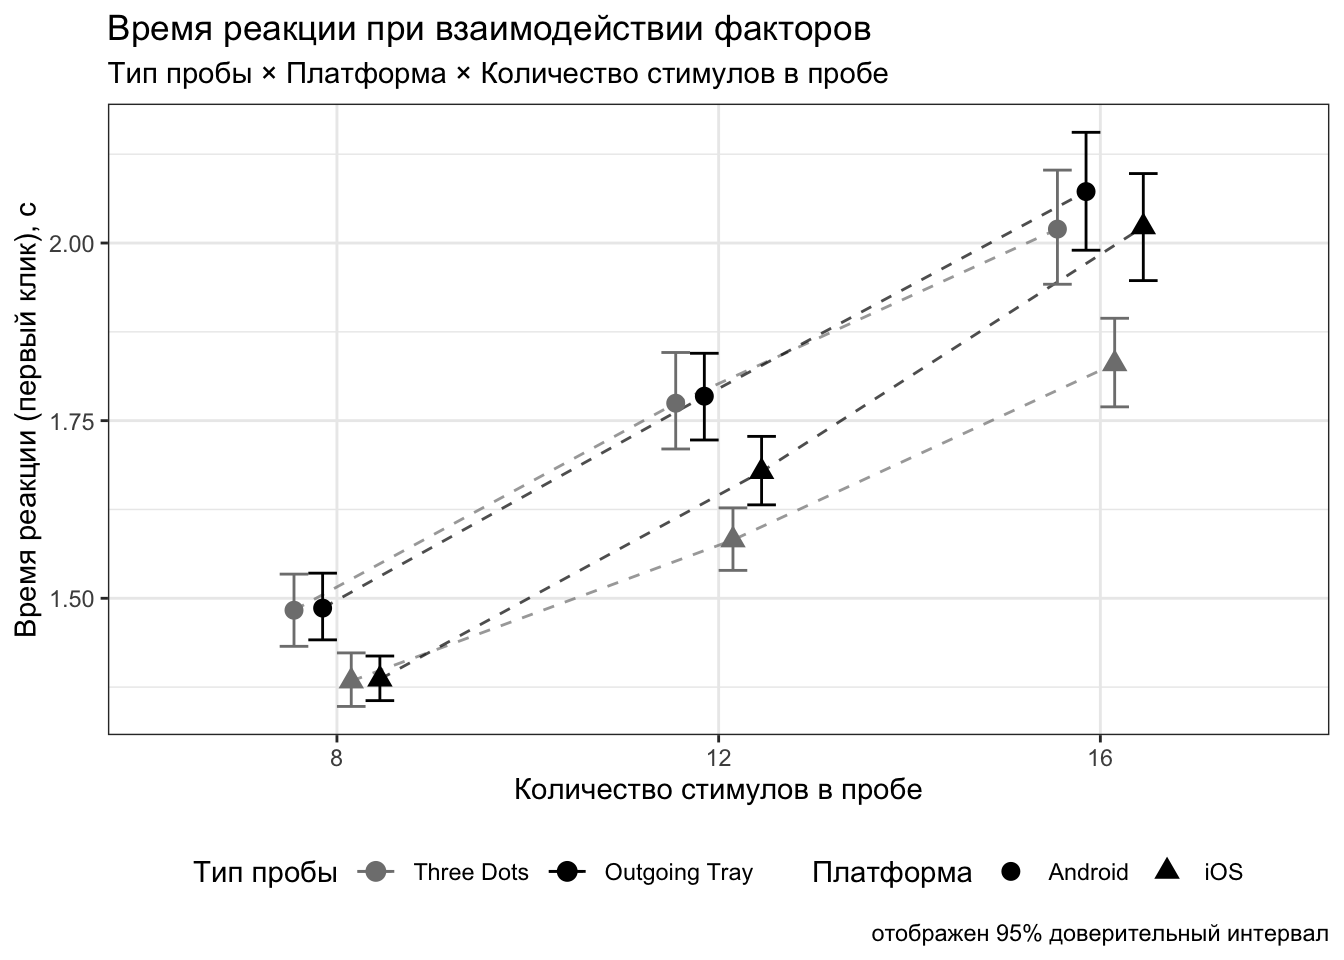 Время реакции при взаимодействии факторов
Тип пробы × Платформа × Количество стимулов в пробе
Время реакции (первый клик), с
2.00
1.75
1.50
8 12 16
Количество стимулов в пробе
Тип пробы Three Dots Outgoing Tray Платформа Android iOS
отображен 95% доверительный интервал